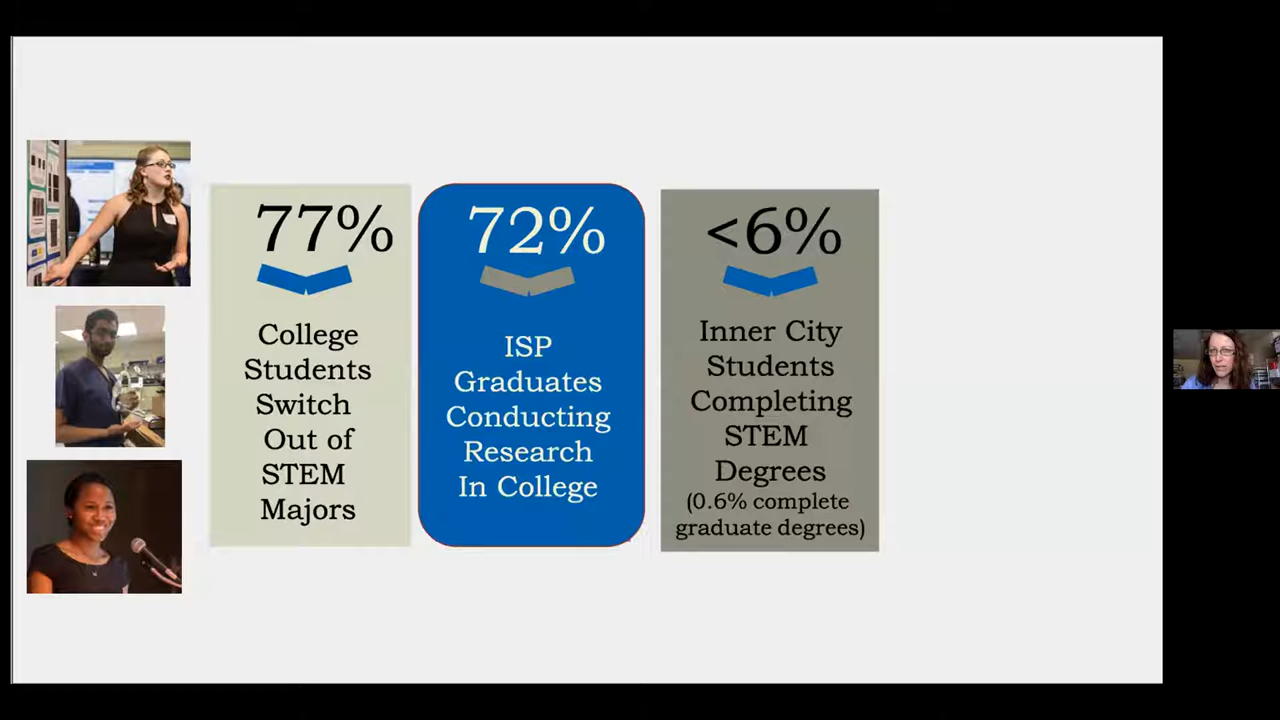 77%
College
Students
Switch
Out of
STEM
Majors
72%
ISP
Graduates
Conducting
Research
In College
<6%
Inner City
Students
Completing
STEM
Degrees
(0.6% complete
graduate degrees)